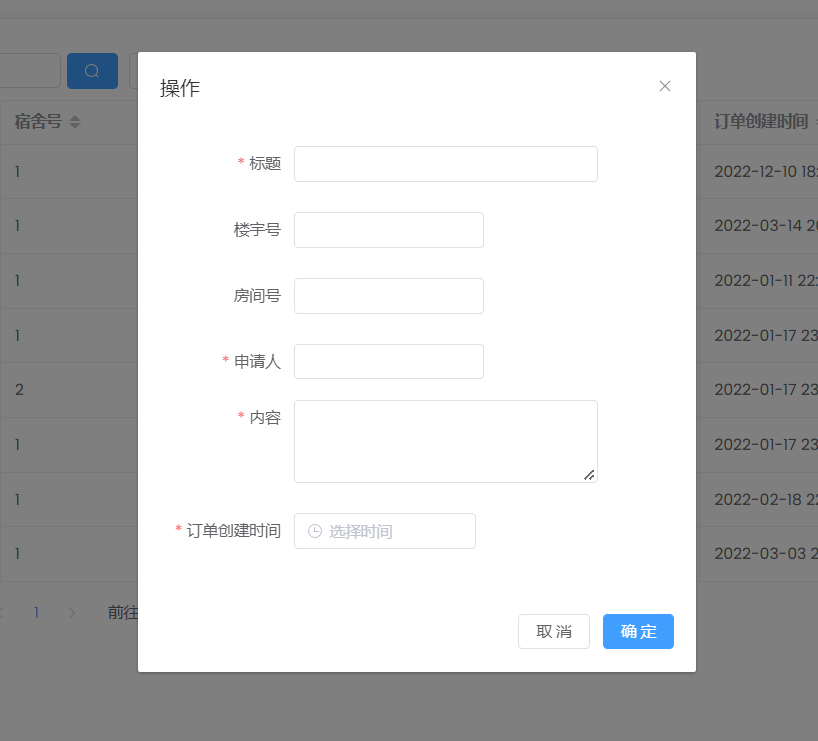 操作
宿舍号
订单创建时间
1
2022-12-10 18:
1
2022-03-14 20
1
2022-01-11 22:
1
2022-01-17 23
2
2022-01-17 23
1
2022-01-17 23
1
2022-02-18 22
1
2022-03-03 2
* 标题
楼宇号
房间号
* 申请人
* 内容
* 订单创建时间
选择时间
1
前往
取消
确定